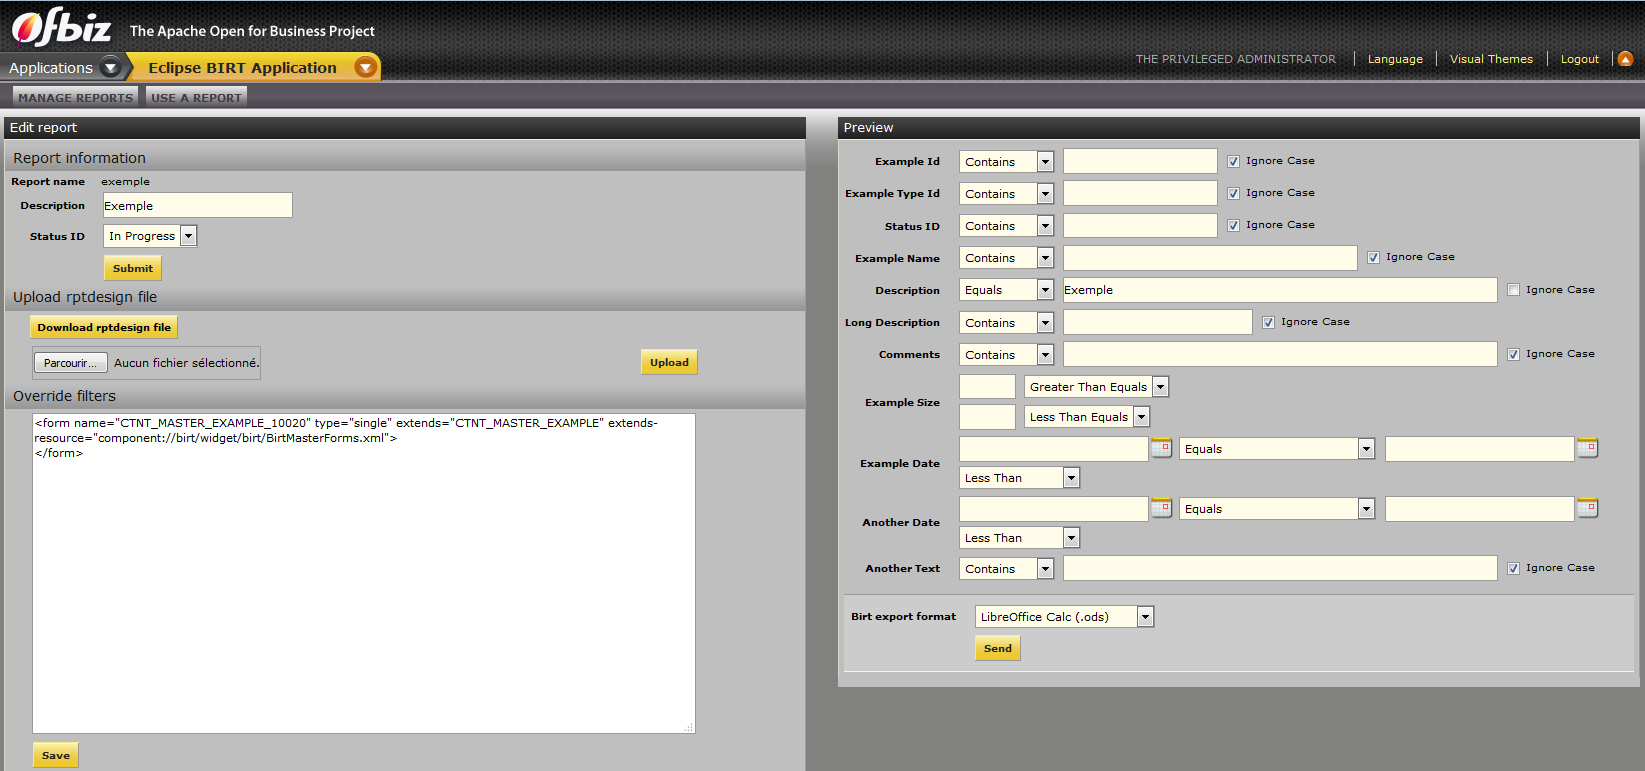 Ofbiz The Apache Open for Business Project
Applications Eclipse BIRT Application
THE PRIVILEGED ADMINISTRATOR Language Visual Themes Logout
MANAGE REPORTS USE A REPORT
Edit report
Report information
Report name exemple
Description Exemple
Status ID In Progress
Submit
Upload rptdesign file
Download rptdesign file
Parcourir... Aucun fichier sélectionné. Upload
Override filters
<form name="CTNT_MASTER_EXAMPLE_10020" type="single" extends="CTNT_MASTER_EXAMPLE" extends-
resource="component://birt/widget/birt/BirtMasterForms.xml">
</form>
Save
Preview
Example Id Contains Ignore Case
Example Type Id Contains Ignore Case
Status ID Contains Ignore Case
Example Name Contains Ignore Case
Description Equals Exemple Ignore Case
Long Description Contains Ignore Case
Comments Contains Ignore Case
Example Size Greater Than Equals
Less Than Equals
Example Date Equals
Less Than
Another Date Equals
Less Than
Another Text Contains Ignore Case
Birt export format LibreOffice Calc (.ods)
Send